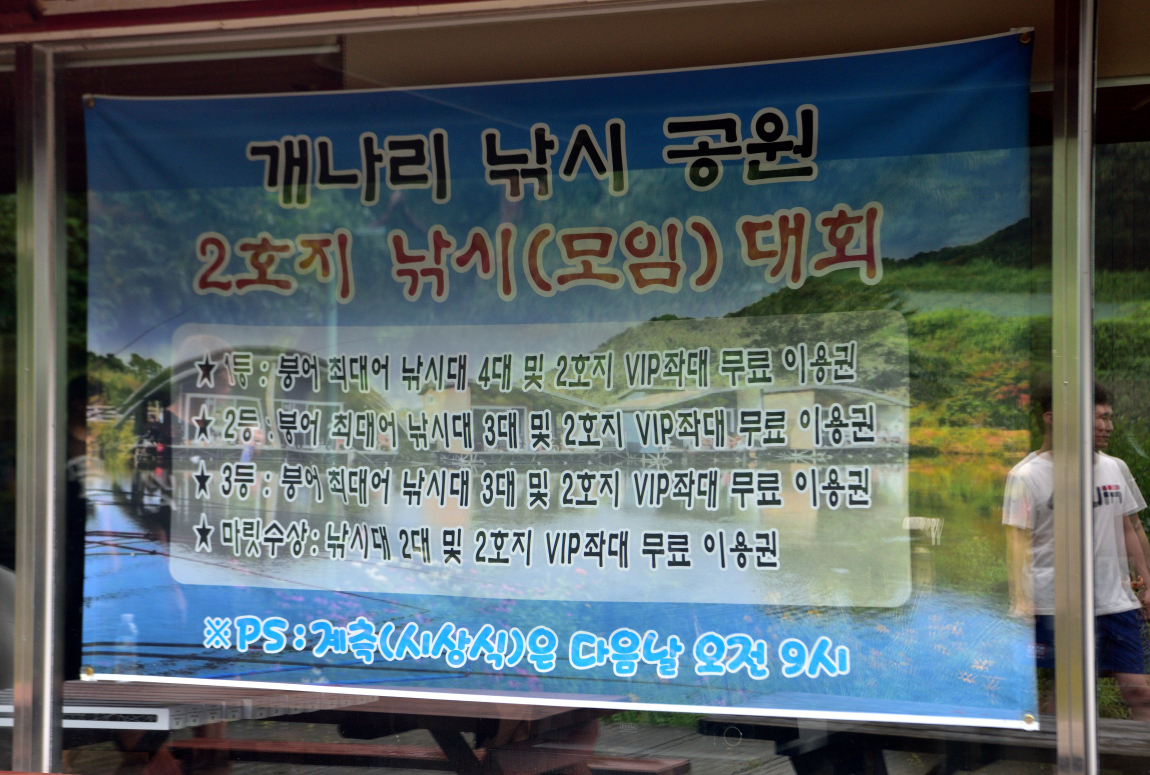 개나리 낚시 공원
2호지 낚시(모임) 대회
★ 1등 : 붕어 최대어 낚시대 4대 및 2호지 VIP좌대 무료 이용권
★ 2등 : 붕어 최대어 낚시대 3대 및 2호지 VIP좌대 무료 이용권
★ 3등 : 붕어 최대어 낚시대 3대 및 2호지 VIP좌대 무료 이용권
★ 마릿수상: 낚시대 2대 및 2호지 VIP좌대 무료 이용권
※PS : 계측(시상식)은 다음날 오전 9시